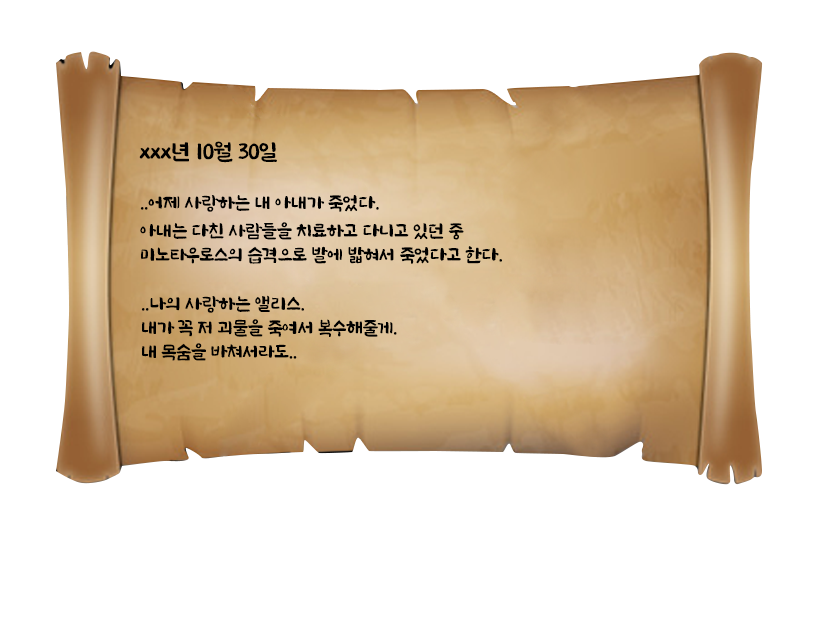 xxx년 10월 30일
..어제 사랑하는 내 아내가 죽었다.
아내는 다친 사람들을 치료하고 다니고 있던 중
미노타우로스의 습격으로 발에 밟혀서 죽었다고 한다.
..나의 사랑하는 앨리스.
내가 꼭 저 괴물을 죽여서 복수해줄게.
내 목숨을 바쳐서라도..